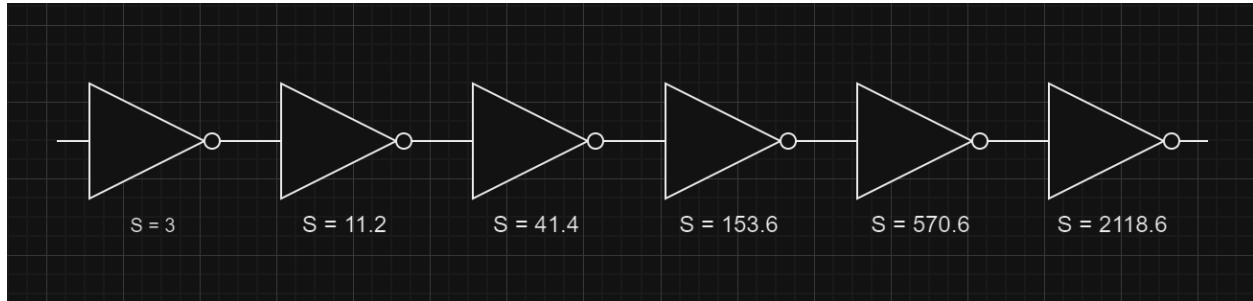 S = 3
S = 11.2
S = 41.4
S = 153.6
S = 570.6
S = 2118.6